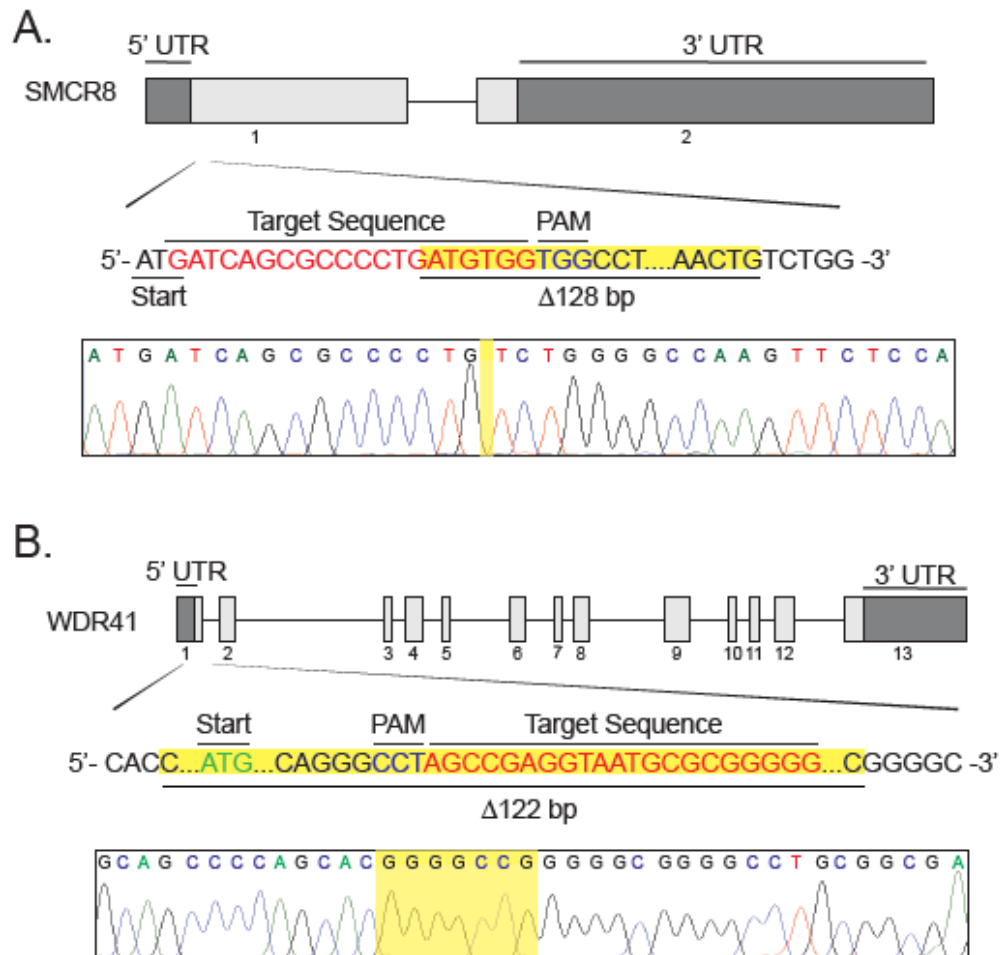 A.
5' UTR
3' UTR
SMCR8
1
2
Target Sequence
PAM
5'- ATGATCAGCGCCCCTGATGTGGTGGCCT....AACTGTCTGG -3'
Start
Δ128 bp
A T G A T C A G C G C C C C T G T C T G G G G C C A A G T T C T C C A
B.
5' UTR
3' UTR
WDR41
1
2
3
4
5
6
7
8
9
10
11
12
13
Start
PAM
Target Sequence
5'- CACC...ATG...CAGGGCCTAGCCGAGGTAATGCGCGGGGG...CGGGGC -3'
Δ122 bp
G C A G C C C C A G C A C G G G G C C G G G G G C G G G G C C T G C G G C G A